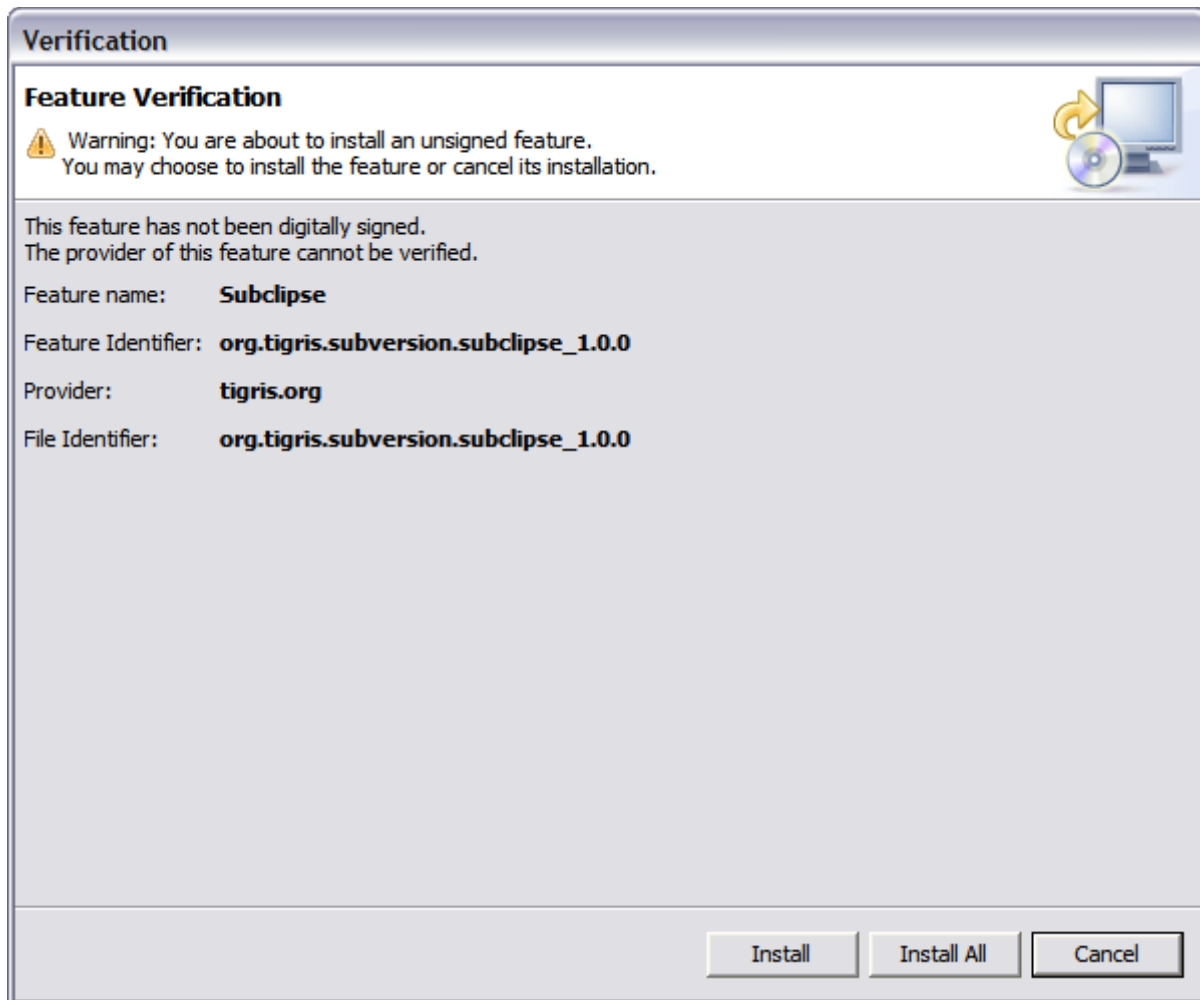 Verification
Feature Verification
Warning: You are about to install an unsigned feature.
You may choose to install the feature or cancel its installation.
This feature has not been digitally signed.
The provider of this feature cannot be verified.
Feature name: Subclipse
Feature Identifier: org.tigris.subversion.subclipse_1.0.0
Provider: tigris.org
File Identifier: org.tigris.subversion.subclipse_1.0.0
Install Install All Cancel